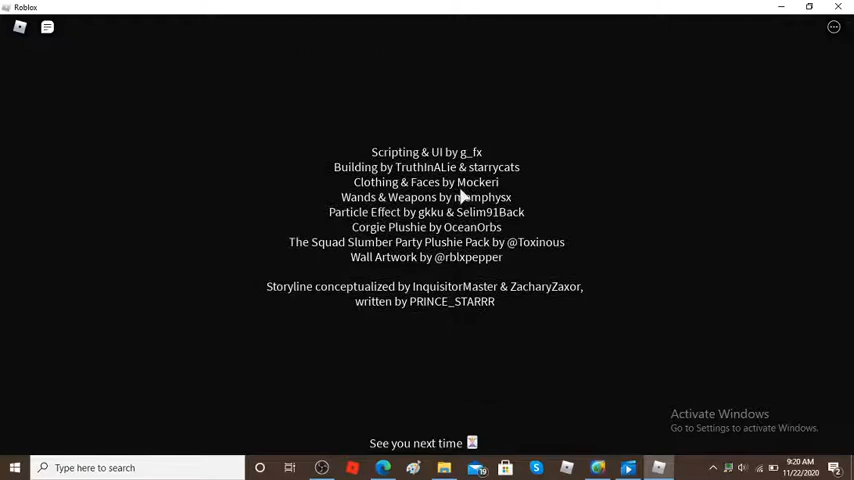 Roblox
Scripting & UI by g_fx
Building by TruthInALie & starrycats
Clothing & Faces by Mockeri
Wands & Weapons by
Particle Effect by gkku & Selim91Back
Corgie Plushie by OceanOrbs
The Squad Slumber Party Plushie Pack by @Toxinous
Wall Artwork by @rblxpepper
Storyline conceptualized by InquisitorMaster & ZacharyZaxor,
written by PRINCE_STARRR
Activate Windows
Go to Settings to activate Windows.
See you next time
Type here to search
19
9:20 AM
11/22/2020
2